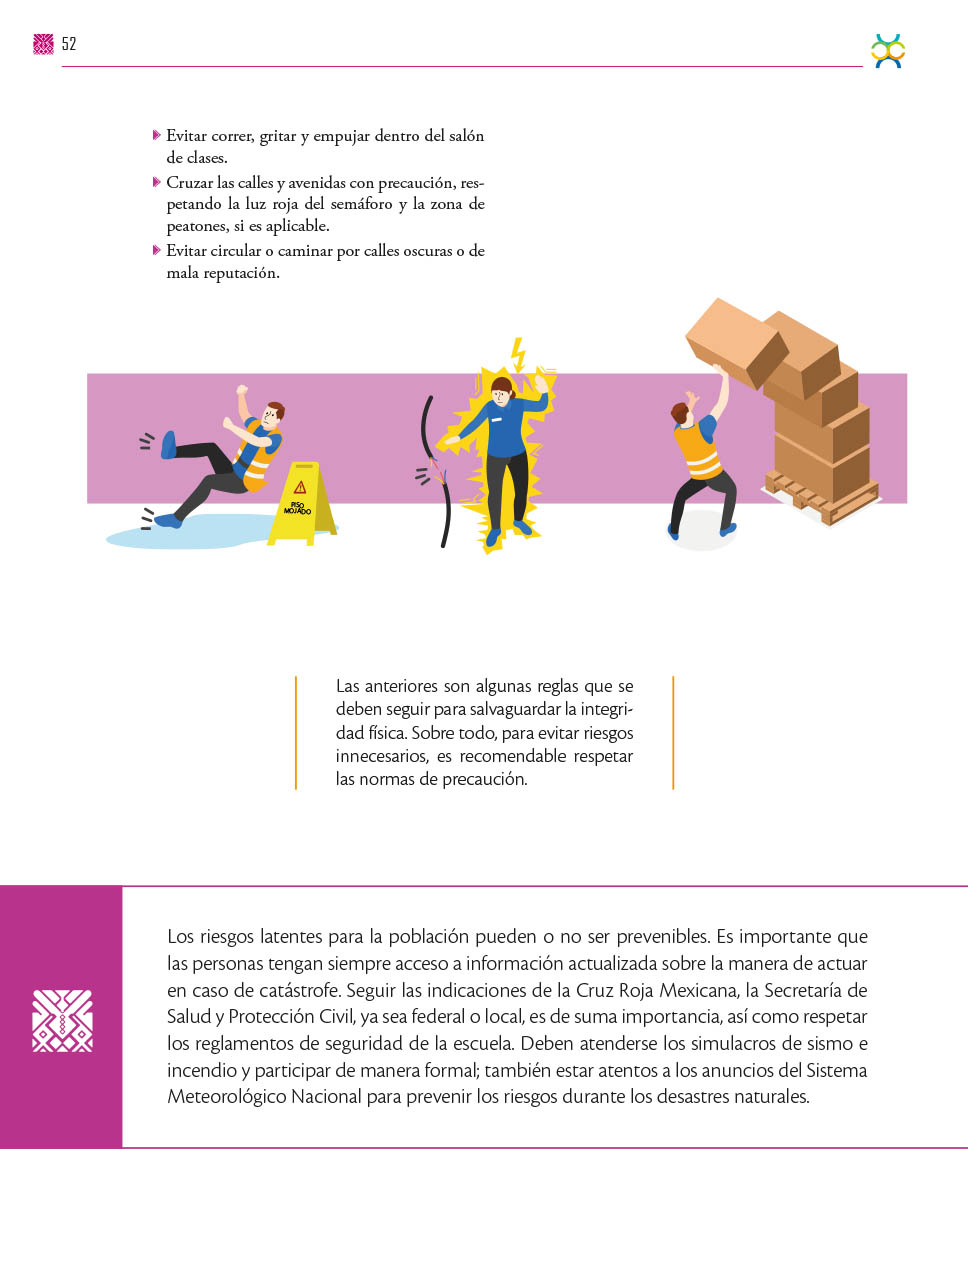 52
Evitar correr, gritar y empujar dentro del salón
de clases.
Cruzar las calles y avenidas con precaución, res-
petando la luz roja del semáforo y la zona de
peatones, si es aplicable.
Evitar circular o caminar por calles oscuras o de
mala reputación.
PISO
MOJADO
Las anteriores son algunas reglas que se
deben seguir para salvaguardar la integri-
dad física. Sobre todo, para evitar riesgos
innecesarios, es recomendable respetar
las normas de precaución.
Los riesgos latentes para la población pueden o no ser prevenibles. Es importante que
las personas tengan siempre acceso a información actualizada sobre la manera de actuar
en caso de catástrofe. Seguir las indicaciones de la Cruz Roja Mexicana, la Secretaría de
Salud y Protección Civil, ya sea federal o local, es de suma importancia, así como respetar
los reglamentos de seguridad de la escuela. Deben atenderse los simulacros de sismo e
incendio y participar de manera formal; también estar atentos a los anuncios del Sistema
Meteorológico Nacional para prevenir los riesgos durante los desastres naturales.